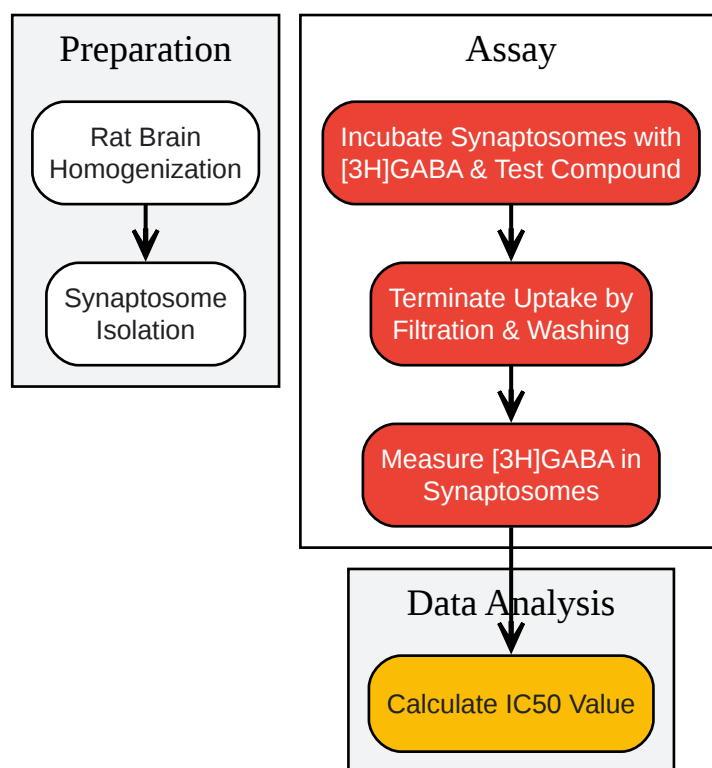 Preparation
Rat Brain
Homogenization
Synaptosome
Isolation
Assay
Incubate Synaptosomes with
[3H]GABA & Test Compound
Terminate Uptake by
Filtration & Washing
Measure [3H]GABA in
Synaptosomes
Data Analysis
Calculate IC50 Value